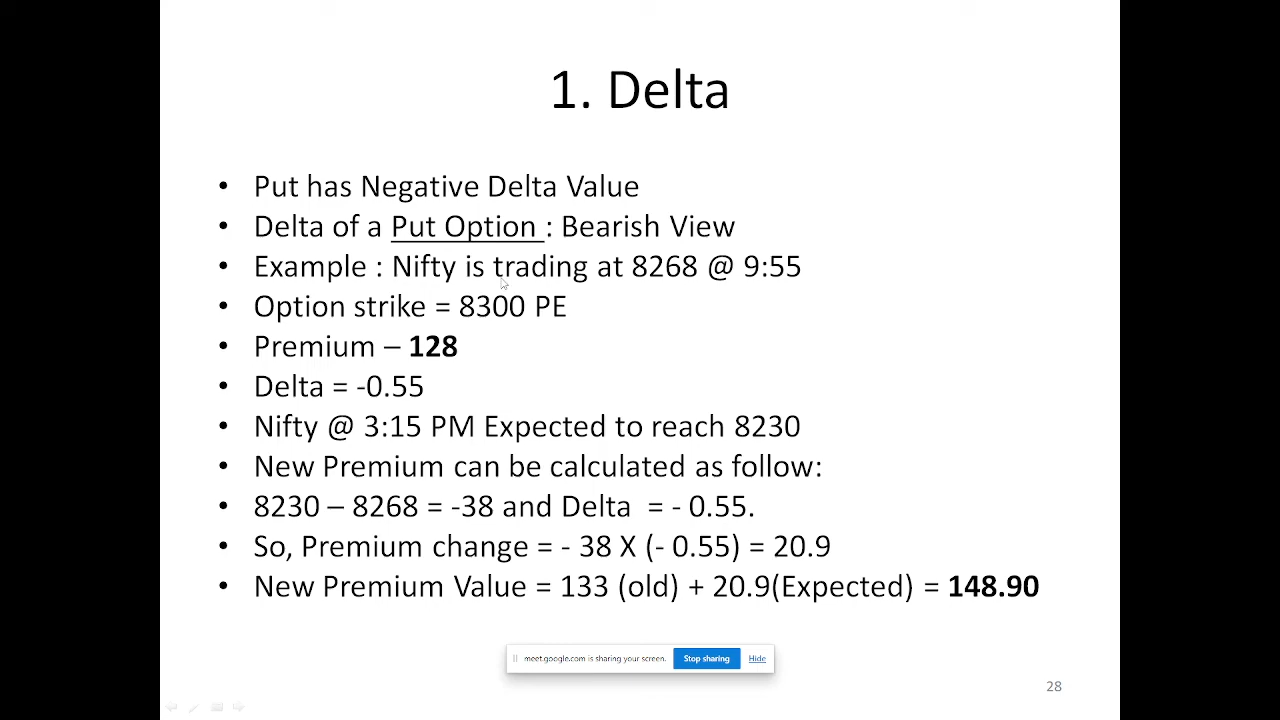 1. Delta
• Put has Negative Delta Value
• Delta of a Put Option : Bearish View
• Example : Nifty is trading at 8268 @ 9:55
• Option strike = 8300 PE
• Premium – 128
• Delta = -0.55
• Nifty @ 3:15 PM Expected to reach 8230
• New Premium can be calculated as follow:
• 8230 – 8268 = -38 and Delta  = - 0.55.
• So, Premium change = - 38 X (- 0.55) = 20.9
• New Premium Value = 133 (old) + 20.9(Expected) = 148.90
meet.google.com is sharing your screen. Stop sharing Hide
28